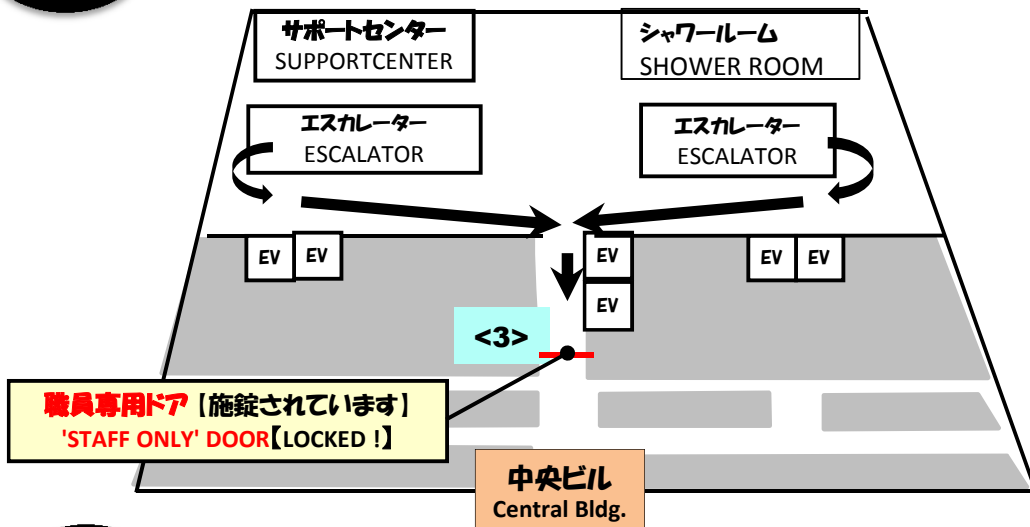 サポートセンター
SUPPORTCENTER
シャワールーム
SHOWER ROOM
エスカレーター
ESCALATOR
エスカレーター
ESCALATOR
EV
EV
EV
EV
EV
EV
<3>
職員専用ドア【施錠されています】
'STAFF ONLY' DOOR【LOCKED !】
中央ビル
Central Bldg.